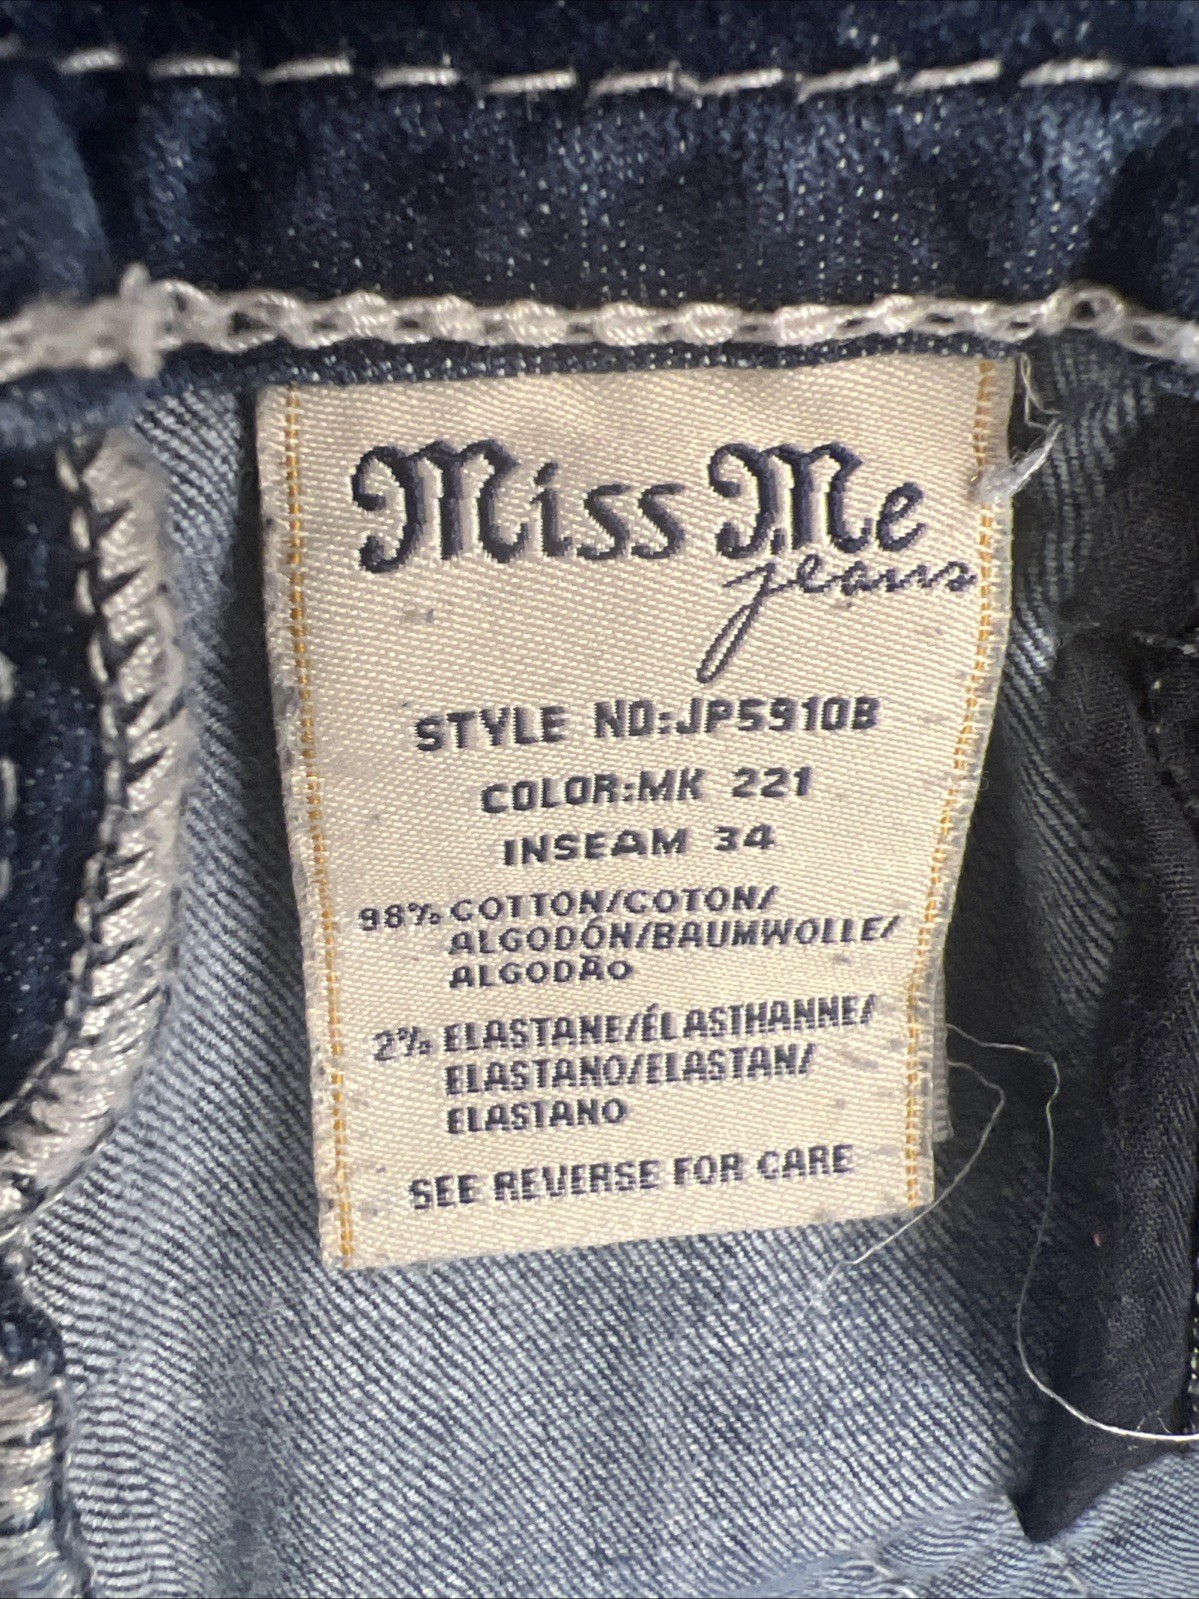 Miss Me
jeans
STYLE NO:JP5910B
COLOR:MK 221
INSEAM 34
98% COTTON/COTON/
ALGODÓN/BAUMWOLLE/
ALGODÃO
2% ELASTANE/ÉLASTHANNE/
ELASTANO/ELASTAN/
ELASTANO
SEE REVERSE FOR CARE